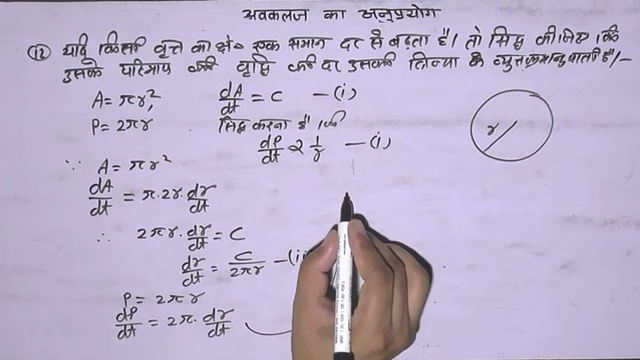 अवकलज का अनुप्रयोग
(12) यदि किसी वृत्त का क्षे० एक समान दर से बढ़ता है। तो सिद्ध कीजिए कि
उसके परिमाप की वृद्धि की दर उसकी त्रिज्या के व्युत्क्रमानुपाती है।-
A = πr², dA/dt = C —(i)
P = 2πr सिद्ध करना है कि
dP/dt ∝ 1/r —(i)
r
∵ A = πr²
dA/dt = π·2r·dr/dt
∴ 2πr·dr/dt = C
dr/dt = C/2πr —(ii
P = 2πr
dP/dt = 2π·dr/dt